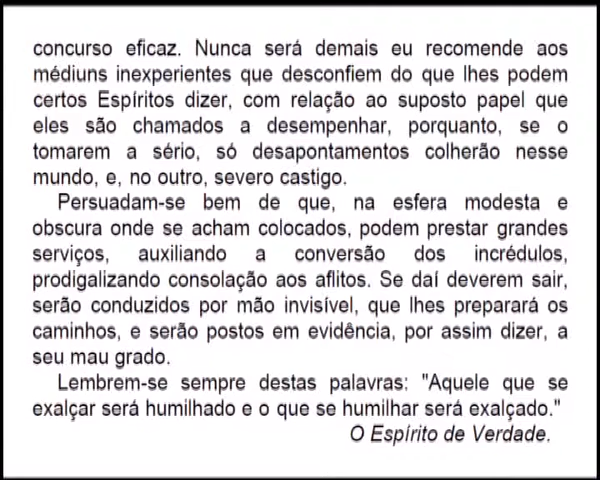 concurso eficaz. Nunca será demais eu recomende aos
médiuns inexperientes que desconfiem do que lhes podem
certos Espíritos dizer, com relação ao suposto papel que
eles são chamados a desempenhar, porquanto, se o
tomarem a sério, só desapontamentos colherão nesse
mundo, e, no outro, severo castigo.
Persuadam-se bem de que, na esfera modesta e
obscura onde se acham colocados, podem prestar grandes
serviços, auxiliando a conversão dos incrédulos,
prodigalizando consolação aos aflitos. Se daí deverem sair,
serão conduzidos por mão invisível, que lhes preparará os
caminhos, e serão postos em evidência, por assim dizer, a
seu mau grado.
Lembrem-se sempre destas palavras: "Aquele que se
exalçar será humilhado e o que se humilhar será exalçado."
O Espírito de Verdade.